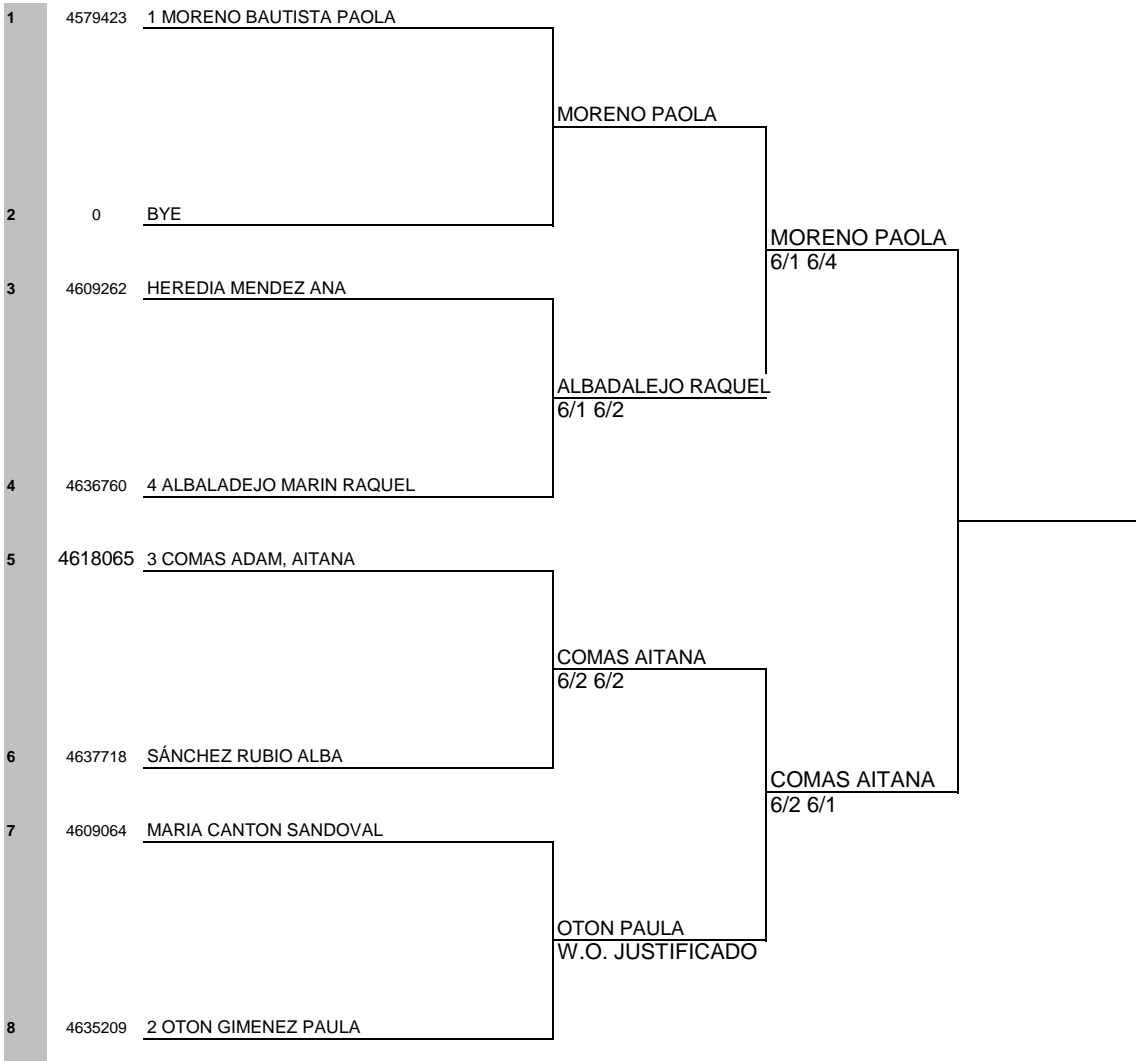 1 4579423 1 MORENO BAUTISTA PAOLA
MORENO PAOLA
2 0 BYE
MORENO PAOLA
6/1 6/4
3 4609262 HEREDIA MENDEZ ANA
ALBADALEJO RAQUEL
6/1 6/2
4 4636760 4 ALBALADEJO MARIN RAQUEL
5 4618065 3 COMAS ADAM, AITANA
COMAS AITANA
6/2 6/2
6 4637718 SÁNCHEZ RUBIO ALBA
COMAS AITANA
6/2 6/1
7 4609064 MARIA CANTON SANDOVAL
OTON PAULA
W.O. JUSTIFICADO
8 4635209 2 OTON GIMENEZ PAULA